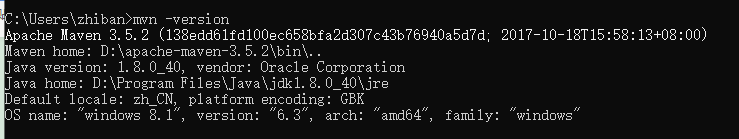 C:\Users\zhiban>mvn -version
Apache Maven 3.5.2 (138edd61fd100ec658bfa2d307c43b76940a5d7d; 2017-10-18T15:58:13+08:00)
Maven home: D:\apache-maven-3.5.2\bin\..
Java version: 1.8.0_40, vendor: Oracle Corporation
Java home: D:\Program Files\Java\jdk1.8.0_40\jre
Default locale: zh_CN, platform encoding: GBK
OS name: "windows 8.1", version: "6.3", arch: "amd64", family: "windows"